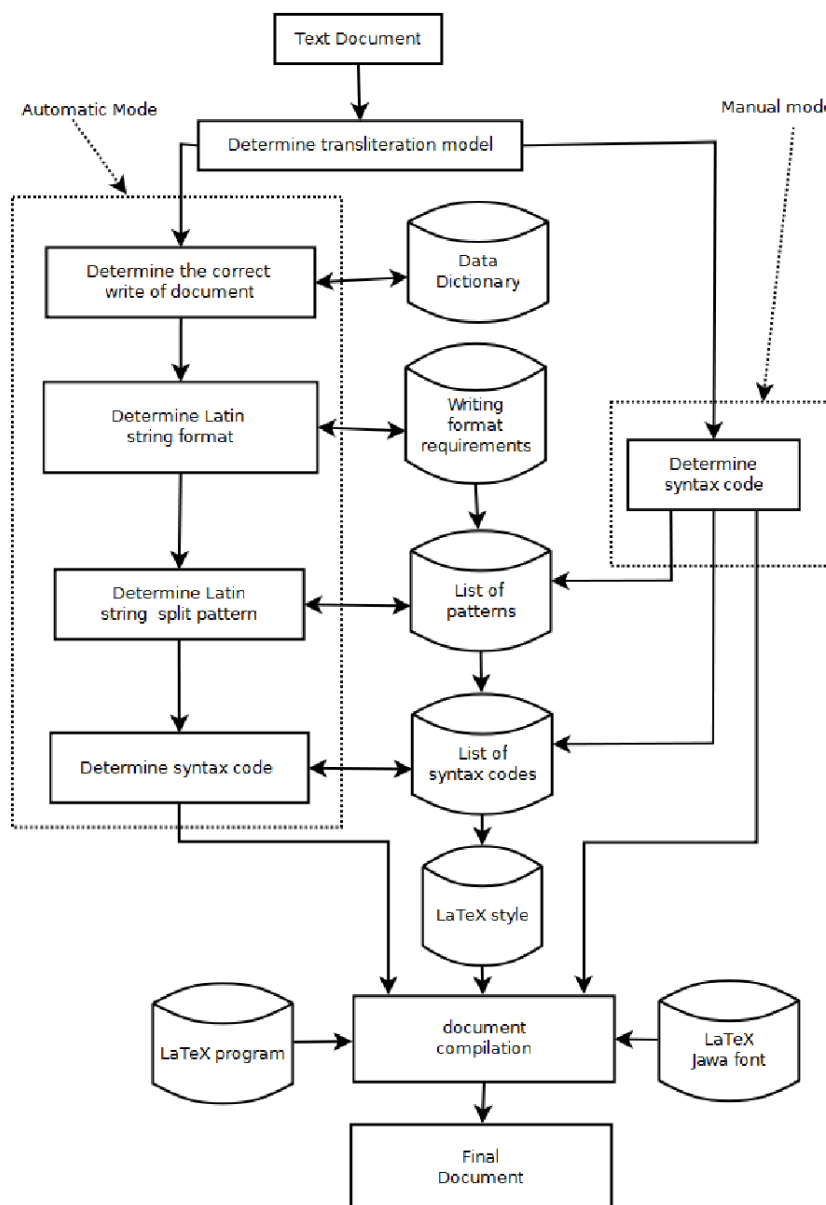 Text Document
Automatic Mode
Manual mode
Determine transliteration model
Determine the correct
write of document
Data
Dictionary
Determine Latin
string format
Writing
format
requirements
Determine
syntax code
Determine Latin
string split pattern
List of
patterns
Determine syntax code
List of
syntax codes
LaTeX style
LaTeX program
document
compilation
LaTeX
Jawa font
Final
Document